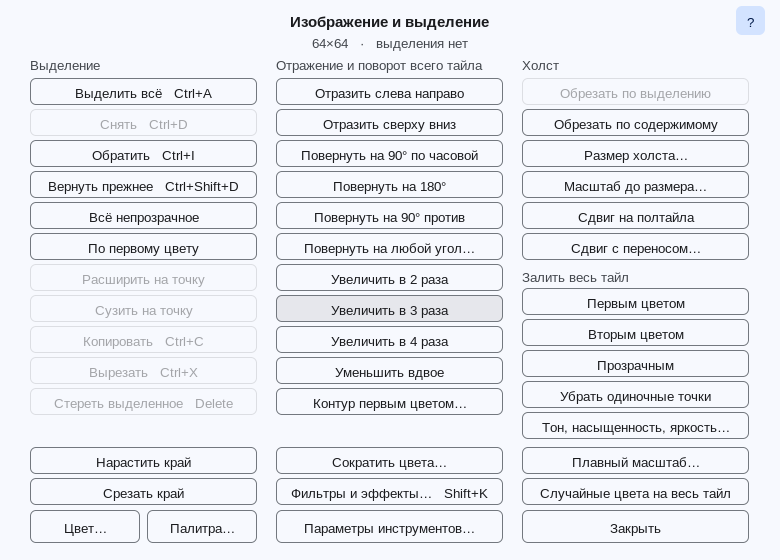 Изображение и выделение
?
64×64 · выделения нет
Выделение
Выделить всё Ctrl+A
Снять Ctrl+D
Обратить Ctrl+I
Вернуть прежнее Ctrl+Shift+D
Всё непрозрачное
По первому цвету
Расширить на точку
Сузить на точку
Копировать Ctrl+C
Вырезать Ctrl+X
Стереть выделенное Delete
Отражение и поворот всего тайла
Отразить слева направо
Отразить сверху вниз
Повернуть на 90° по часовой
Повернуть на 180°
Повернуть на 90° против
Повернуть на любой угол…
Увеличить в 2 раза
Увеличить в 3 раза
Увеличить в 4 раза
Уменьшить вдвое
Контур первым цветом…
Холст
Обрезать по выделению
Обрезать по содержимому
Размер холста…
Масштаб до размера…
Сдвиг на полтайла
Сдвиг с переносом…
Залить весь тайл
Первым цветом
Вторым цветом
Прозрачным
Убрать одиночные точки
Тон, насыщенность, яркость…
Нарастить край
Сократить цвета…
Плавный масштаб…
Срезать край
Фильтры и эффекты… Shift+K
Случайные цвета на весь тайл
Цвет…
Палитра…
Параметры инструментов…
Закрыть